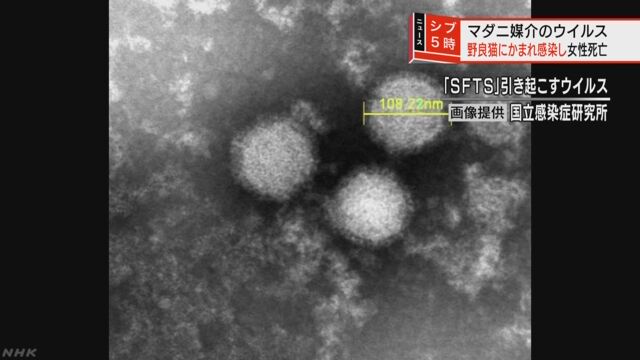 ニュース
シブ
5時
マダニ媒介のウイルス
野良猫にかまれ感染し女性死亡
「SFTS」引き起こすウイルス
108.22nm
画像提供 国立感染症研究所
NHK